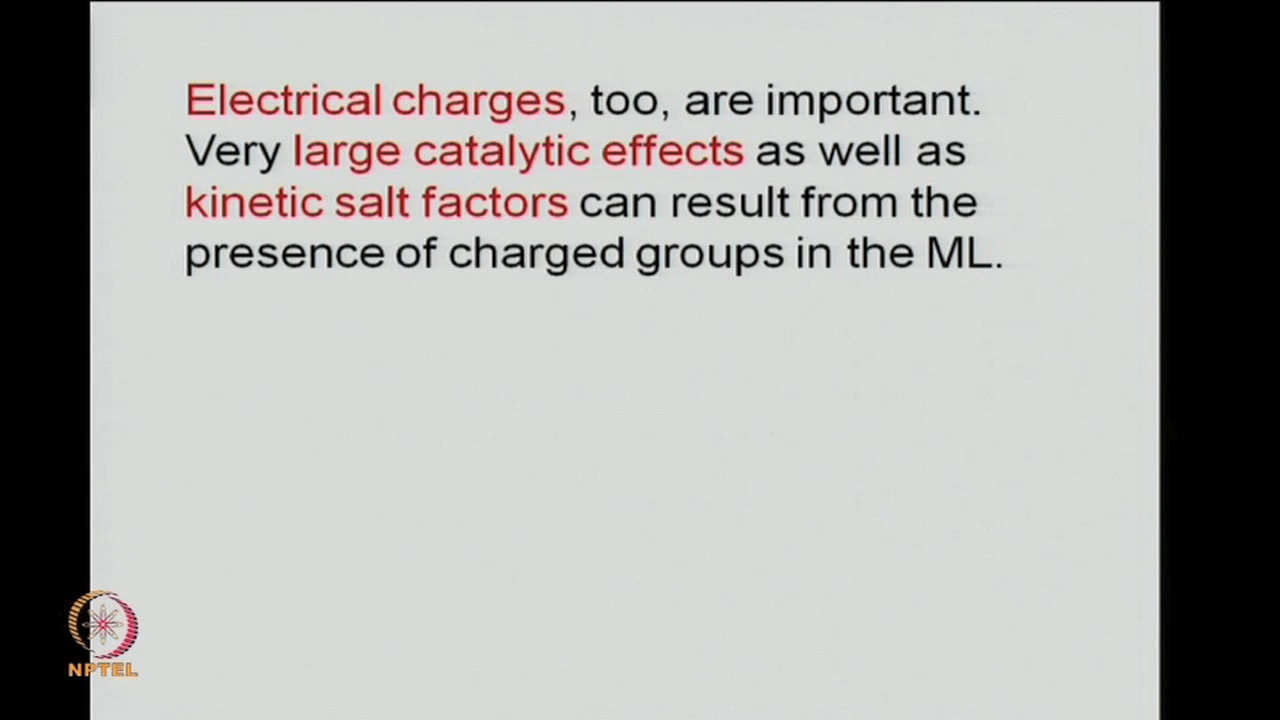 Electrical charges, too, are important.
Very large catalytic effects as well as
kinetic salt factors can result from the
presence of charged groups in the ML.
NPTEL